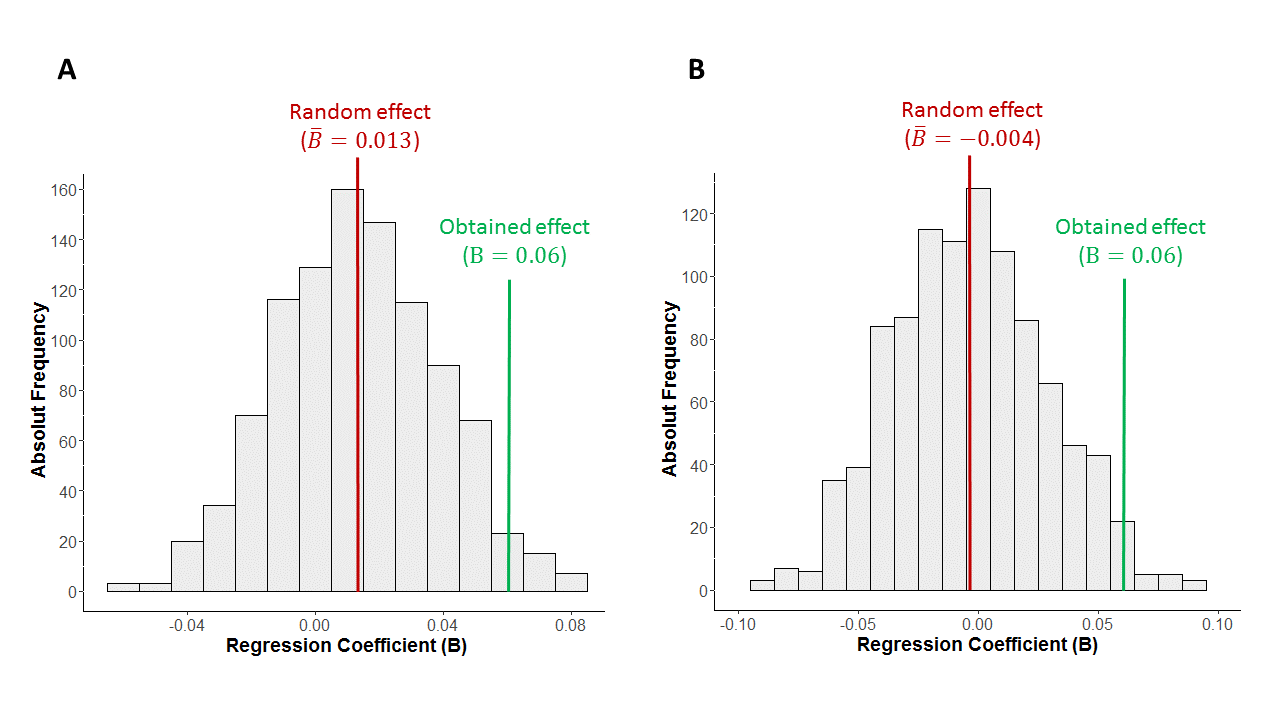 A
Random effect
(B̅ = 0.013)
Obtained effect
(B = 0.06)
Absolut Frequency
160
140
120
100
80
60
40
20
0
-0.04
0.00
0.04
0.08
Regression Coefficient (B)
B
Random effect
(B̅ = −0.004)
Obtained effect
(B = 0.06)
Absolut Frequency
120
100
80
60
40
20
0
-0.10
-0.05
0.00
0.05
0.10
Regression Coefficient (B)